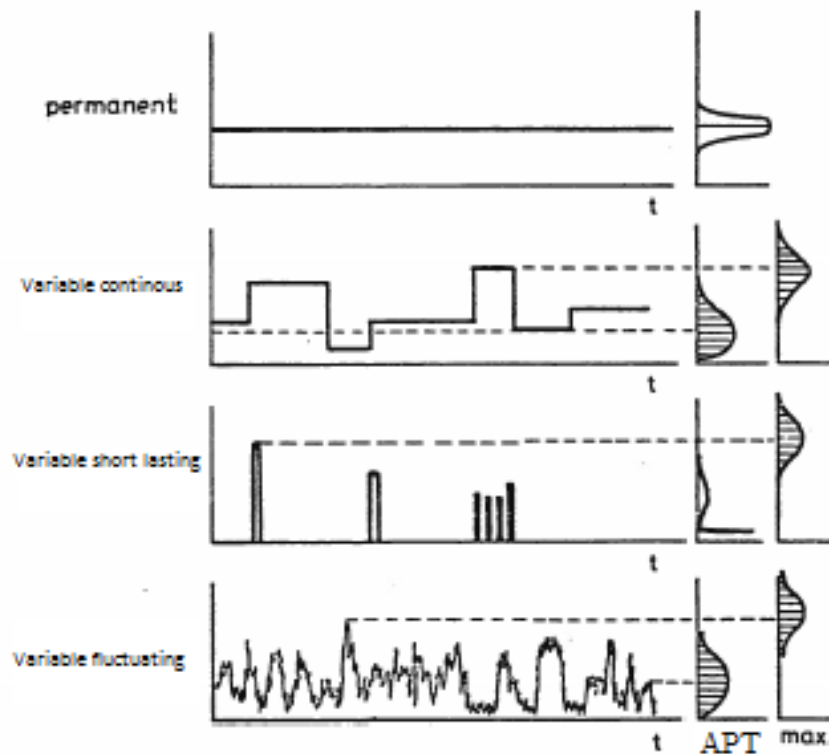 permanent
t
Variable continous
t
Variable short lasting
t
Variable fluctuating
t APT max.